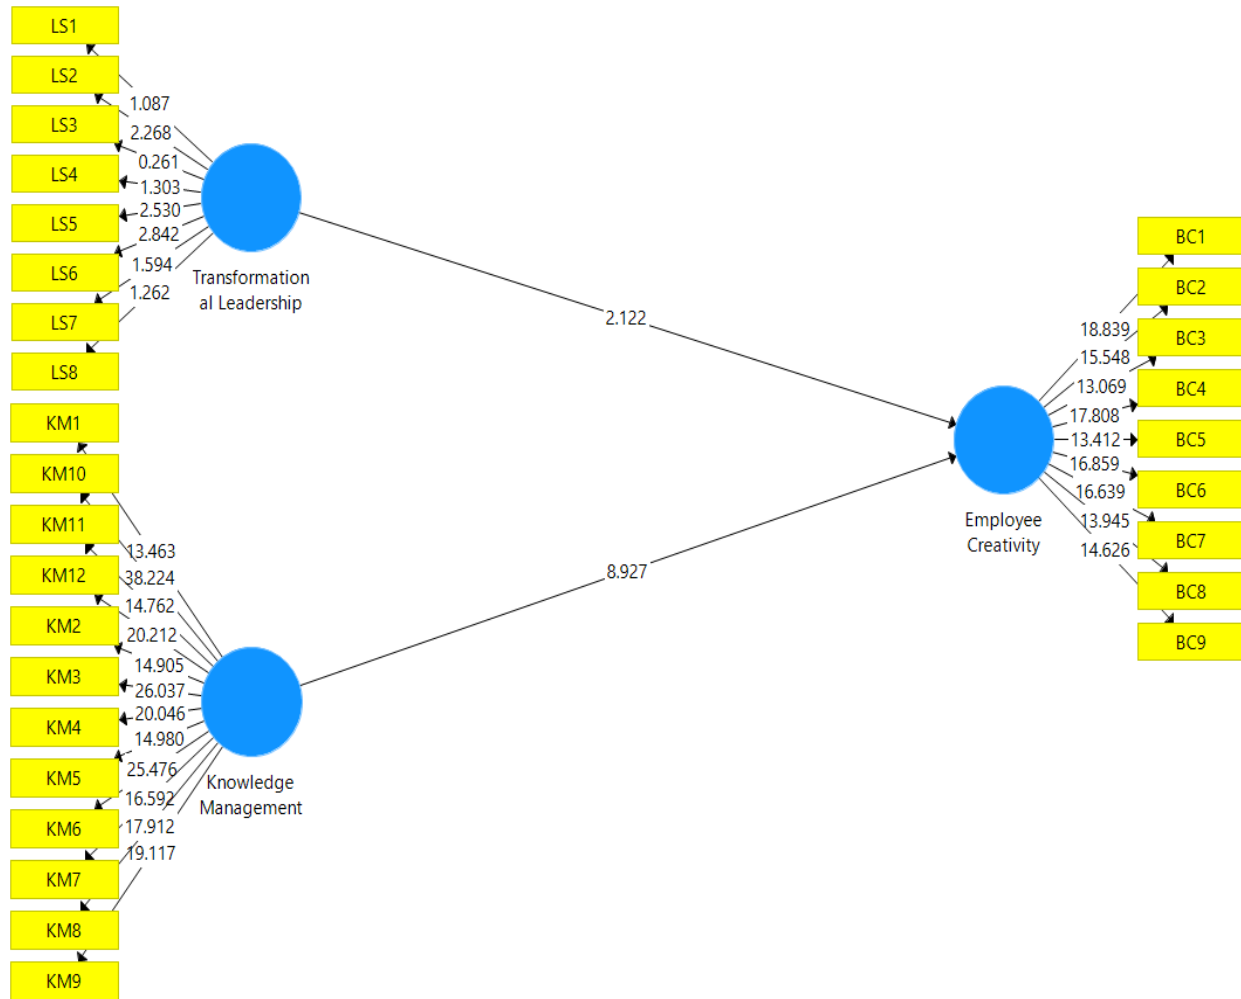 LS1
LS2
LS3
LS4
LS5
LS6
LS7
LS8
1.087
2.268
0.261
1.303
2.530
2.842
1.594
1.262
Transformation
al Leadership
2.122
KM1
KM10
KM11
KM12
KM2
KM3
KM4
KM5
KM6
KM7
KM8
KM9
13.463
38.224
14.762
20.212
14.905
26.037
20.046
14.980
25.476
16.592
17.912
19.117
Knowledge
Management
8.927
Employee
Creativity
18.839
15.548
13.069
17.808
13.412
16.859
16.639
13.945
14.626
BC1
BC2
BC3
BC4
BC5
BC6
BC7
BC8
BC9